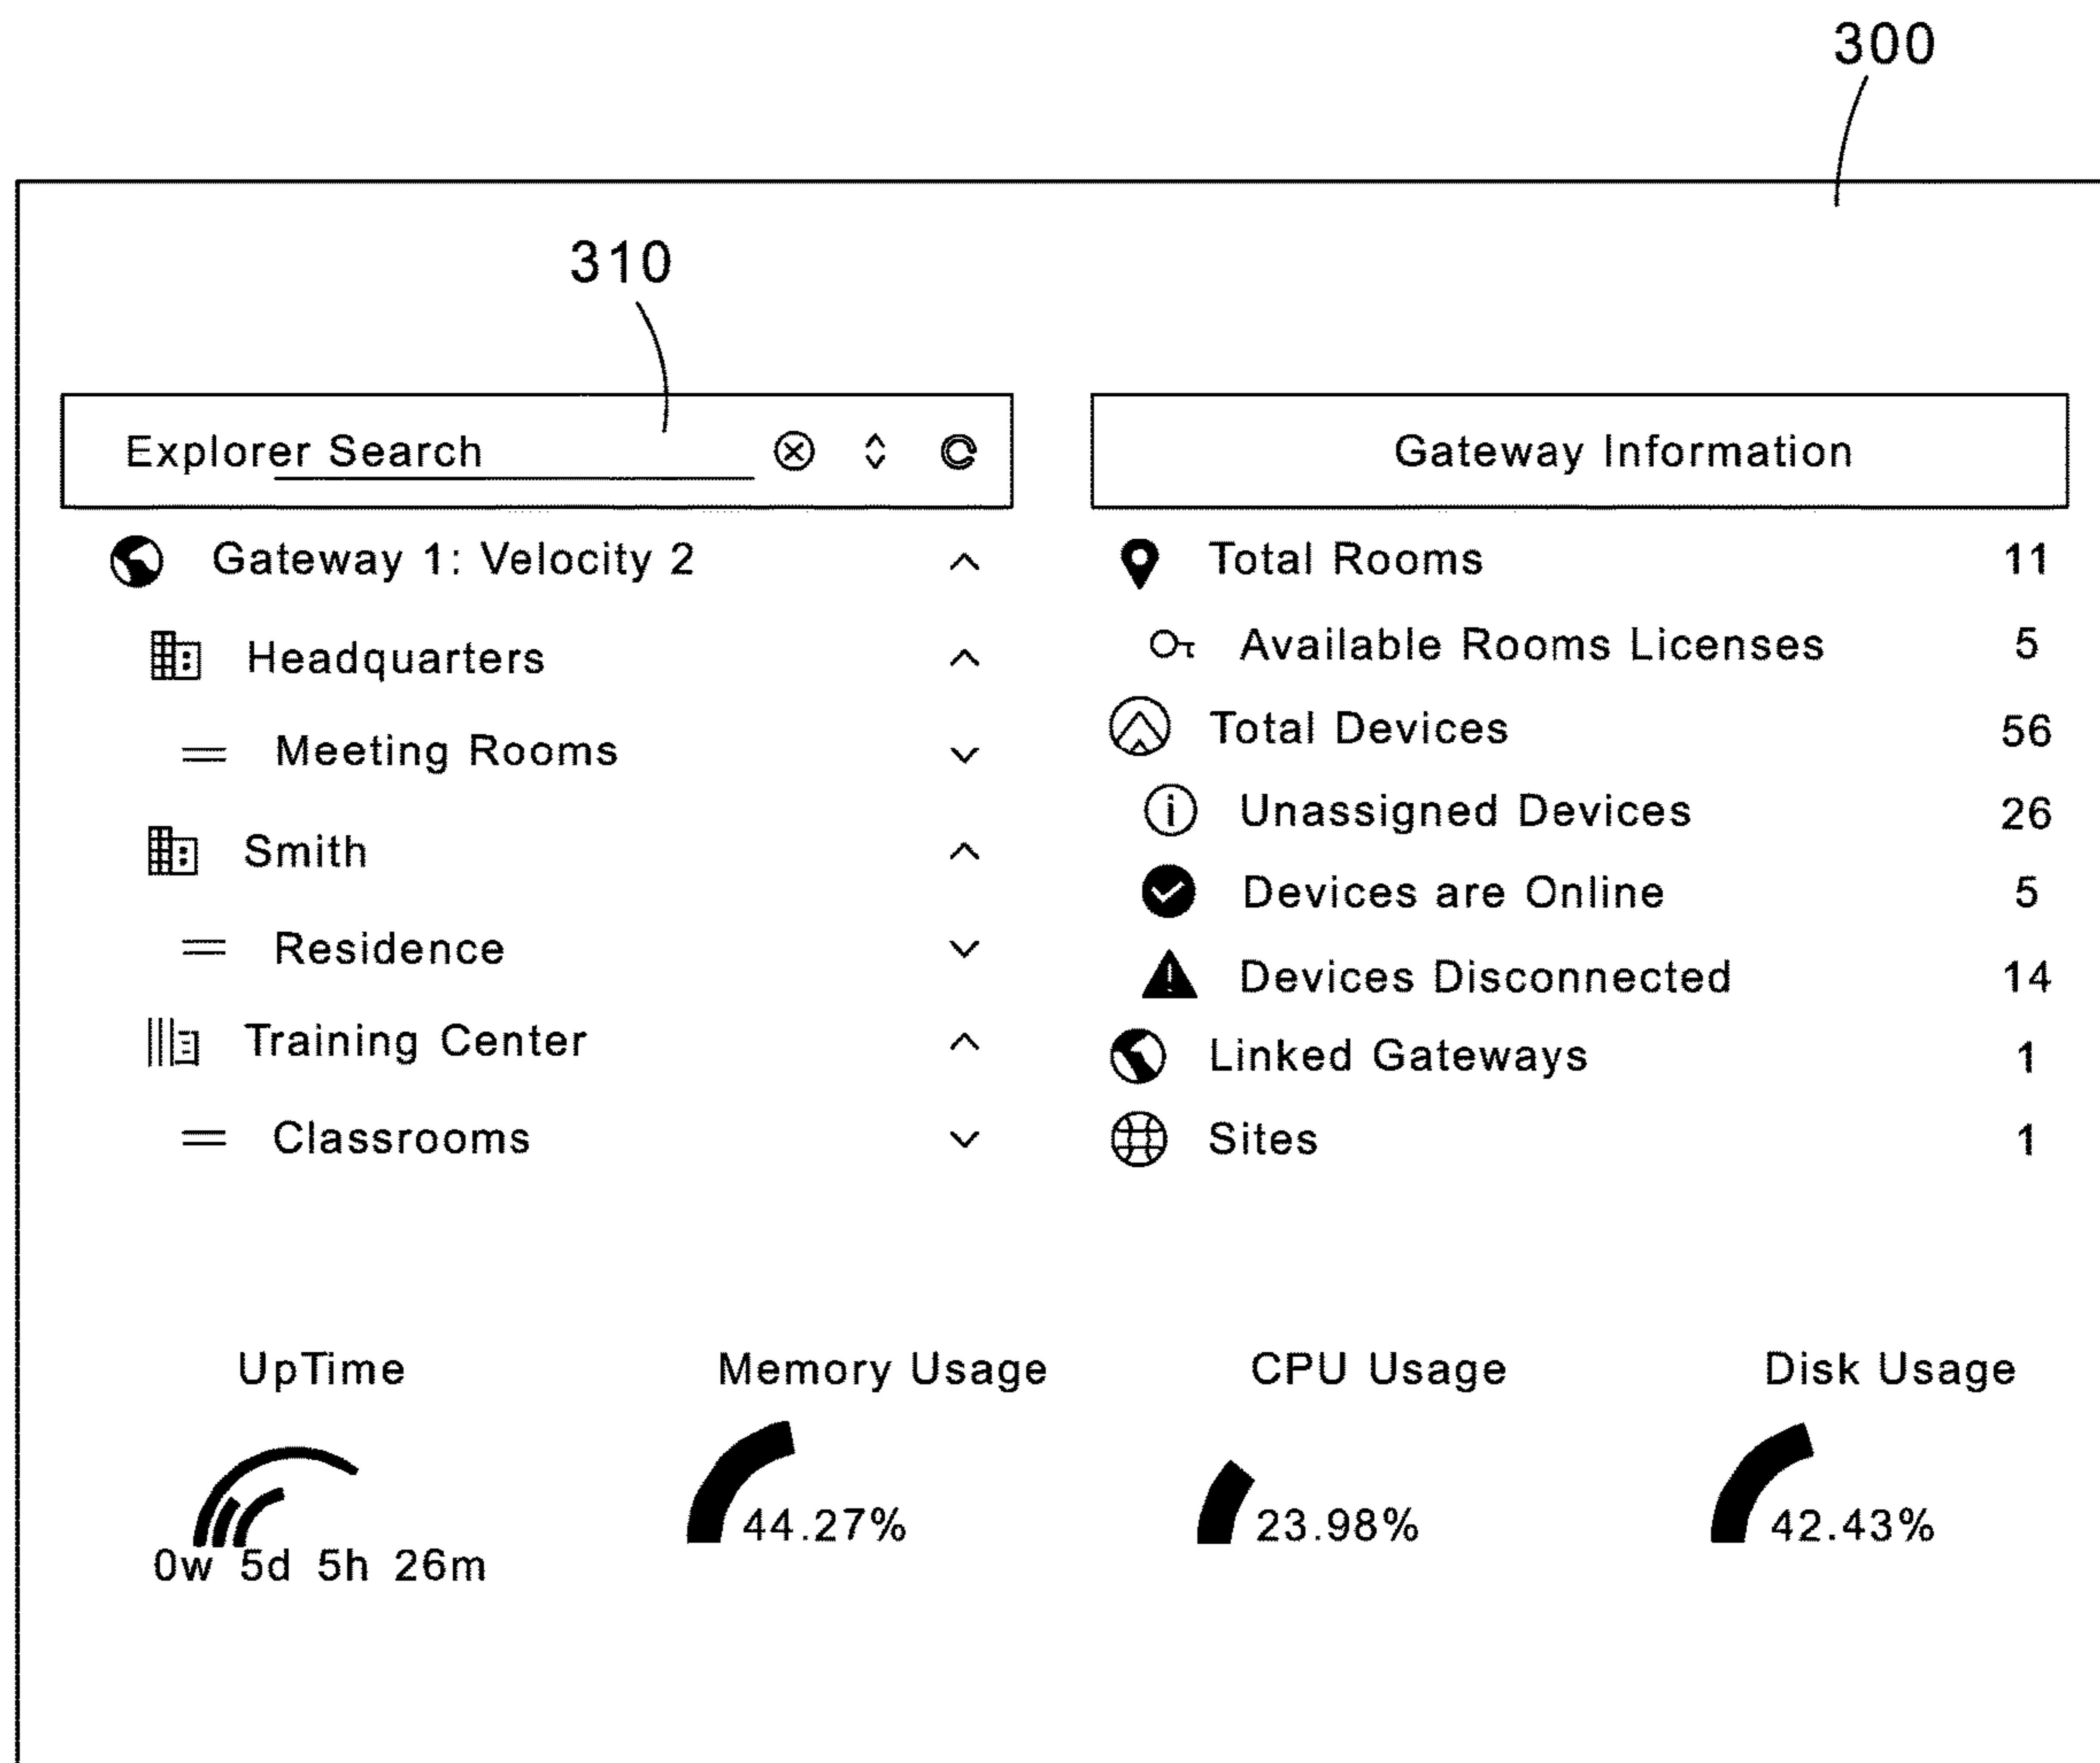 300
310
Explorer Search
Gateway 1: Velocity 2
Headquarters
Meeting Rooms
Smith
Residence
Training Center
Classrooms
Gateway Information
Total Rooms 11
Available Rooms Licenses 5
Total Devices 56
Unassigned Devices 26
Devices are Online 5
Devices Disconnected 14
Linked Gateways 1
Sites 1
UpTime
0w 5d 5h 26m
Memory Usage
44.27%
CPU Usage
23.98%
Disk Usage
42.43%